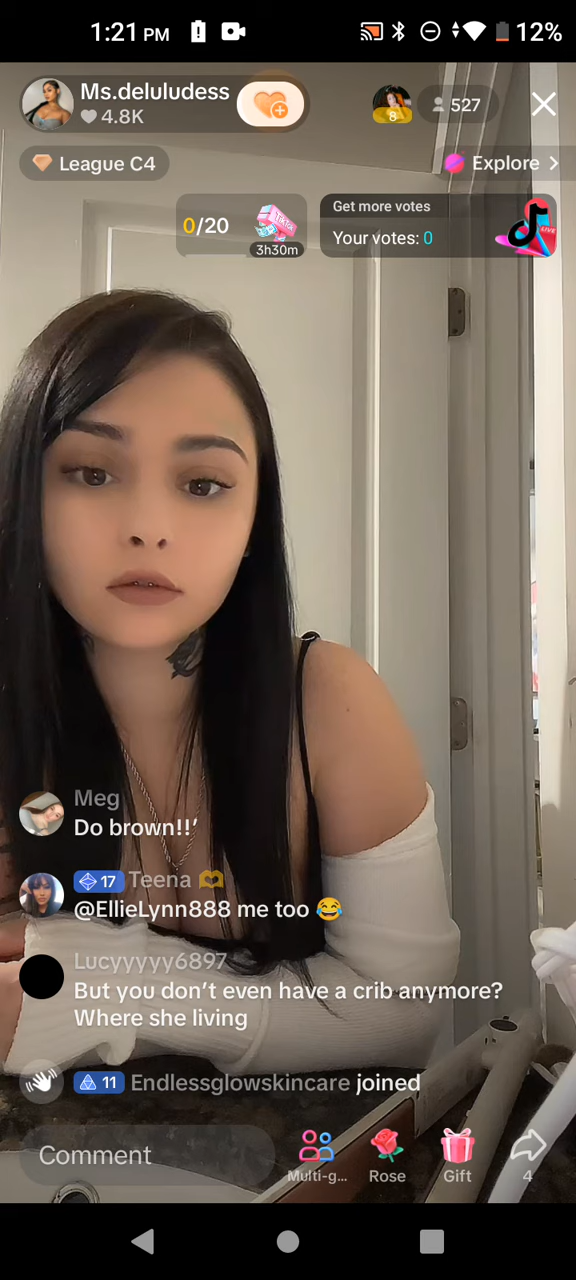 1:21 PM
12%
Ms.deluludess
4.8K
8
527
League C4
Explore >
0/20
TikTok
3h30m
Get more votes
Your votes: 0
LIVE
Meg
Do brown!!’
17 Teena 🫶
@EllieLynn888 me too 😂
Lucyyyyy6897
But you don’t even have a crib anymore?
Where she living
11 Endlessglowskincare joined
Comment
Multi-g...
Rose
Gift
4